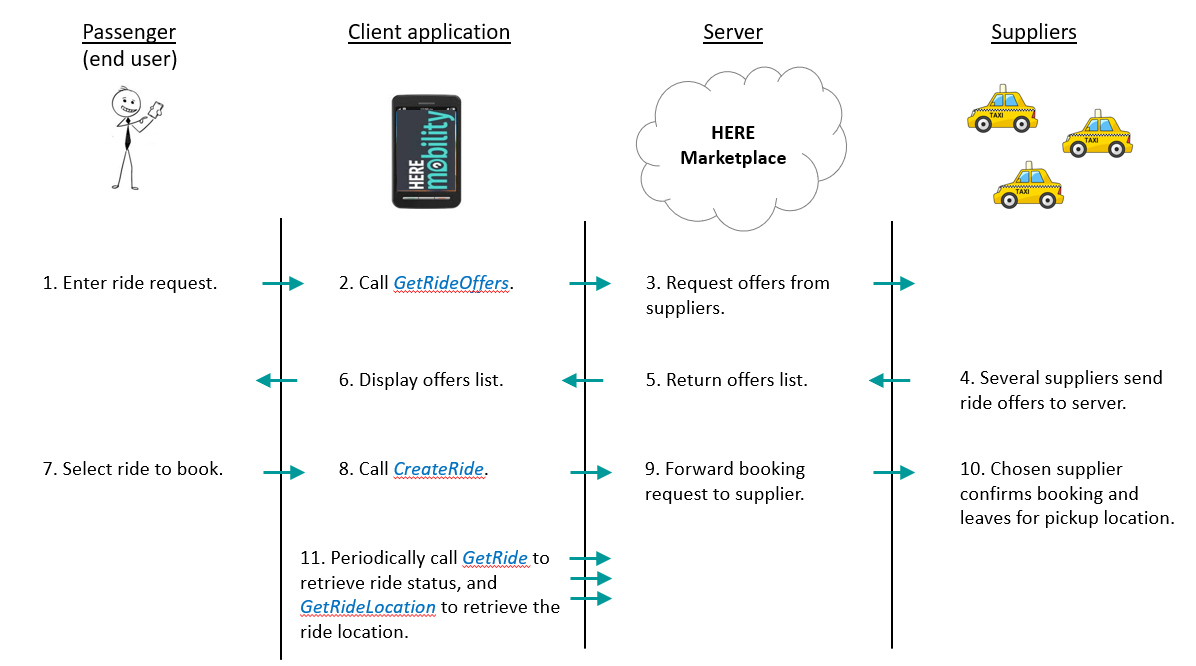 Passenger
(end user)
Client application
Server
Suppliers
HERE
mobility
HERE
Marketplace
TAXI
TAXI
TAXI
1. Enter ride request.
2. Call GetRideOffers.
3. Request offers from
suppliers.
6. Display offers list.
5. Return offers list.
4. Several suppliers send
ride offers to server.
7. Select ride to book.
8. Call CreateRide.
9. Forward booking
request to supplier.
10. Chosen supplier
confirms booking and
leaves for pickup location.
11. Periodically call GetRide to
retrieve ride status, and
GetRideLocation to retrieve the
ride location.